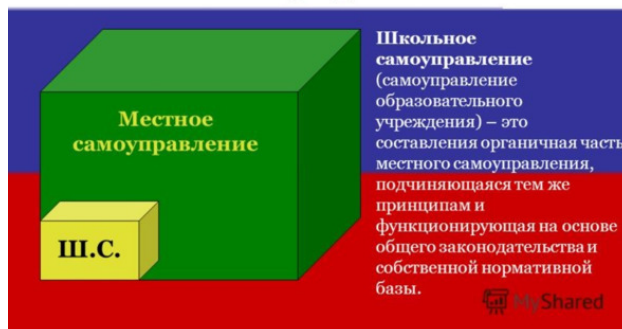 Местное
самоуправление
Ш.С.
Школьное
самоуправление
(самоуправление
образовательного
учреждения) – это
составления органичная часть
местного самоуправления,
подчиняющаяся тем же
принципам и
функционирующая на основе
общего законодательства и
собственной нормативной
базы.
MyShared